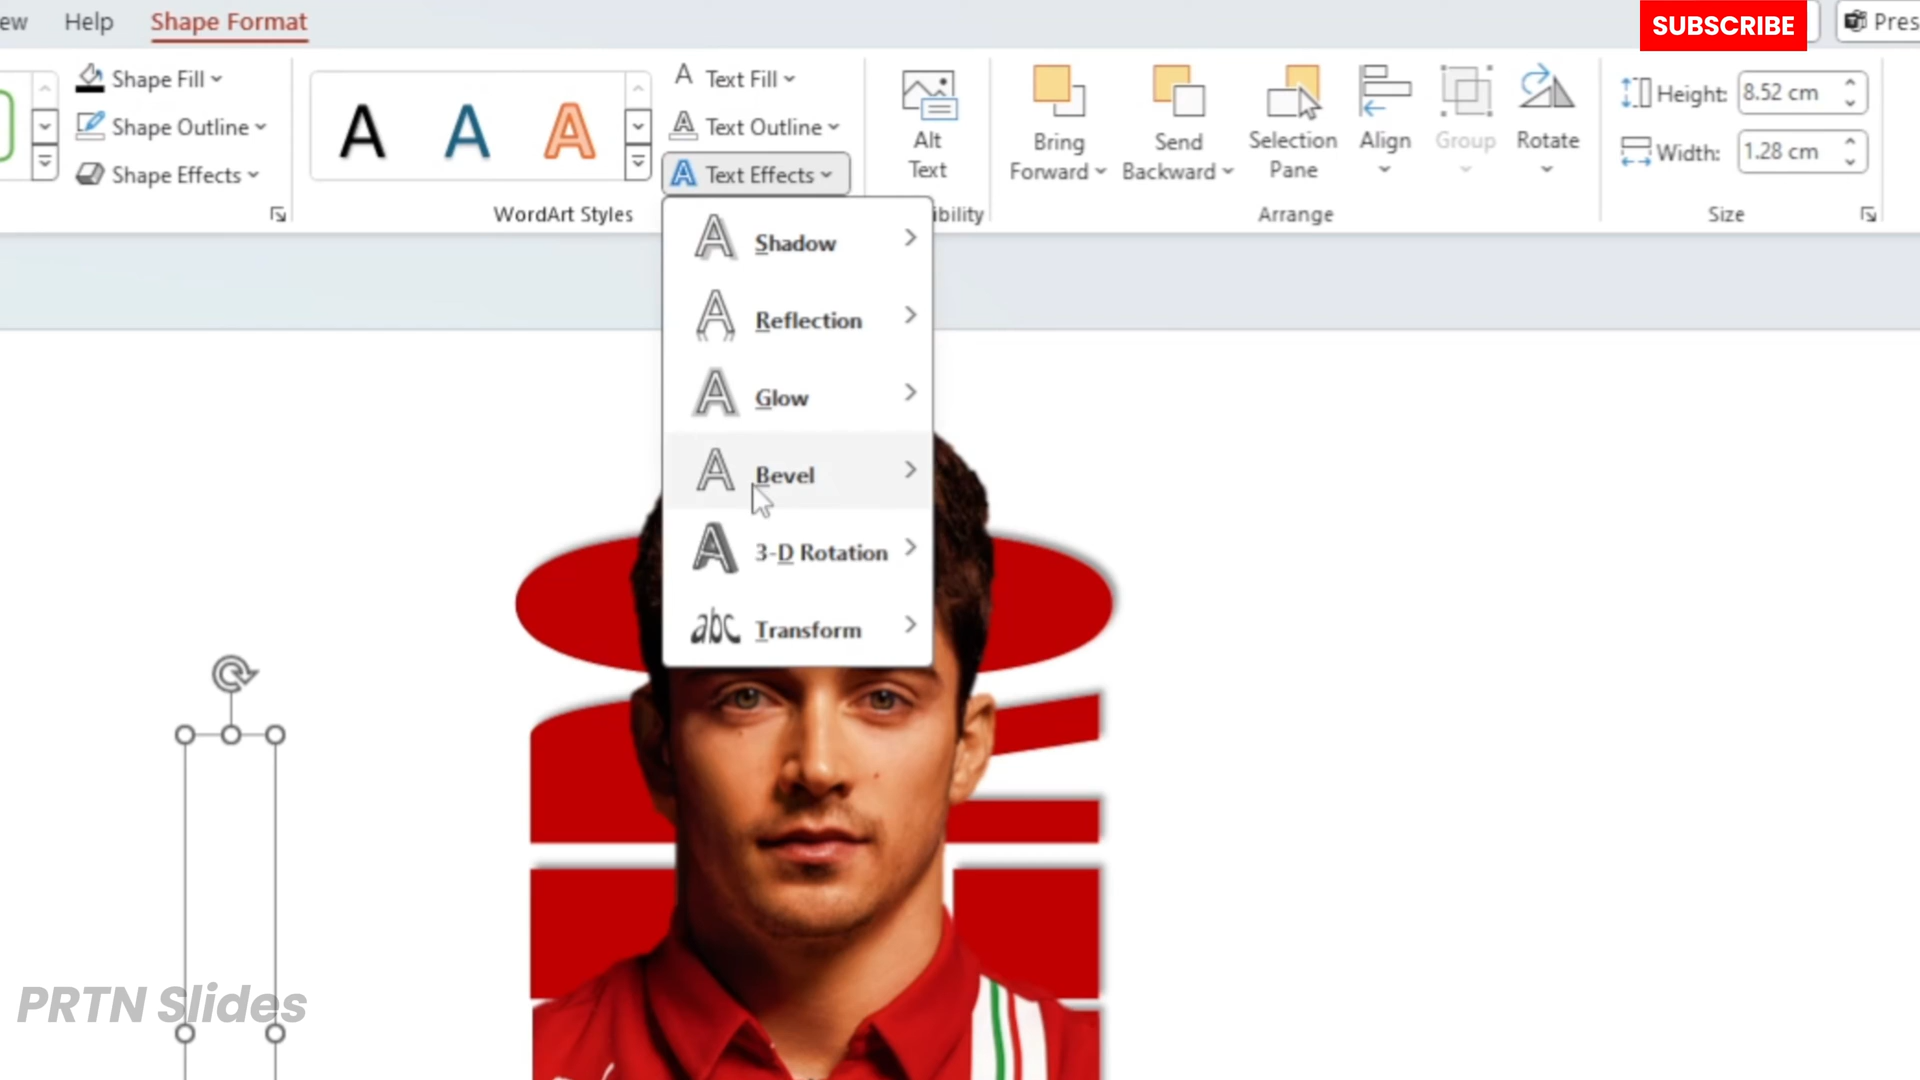 ew Help Shape Format SUBSCRIBE Pres
Shape Fill
Shape Outline
Shape Effects
A A A
Text Fill
Text Outline
Text Effects
Alt
Text
Bring
Forward
Send
Backward
Selection
Pane
Align
Group
Rotate
Height: 8.52 cm
Width: 1.28 cm
WordArt Styles ibility Arrange Size
Shadow
Reflection
Glow
Bevel
3-D Rotation
abc Transform
PRTN Slides